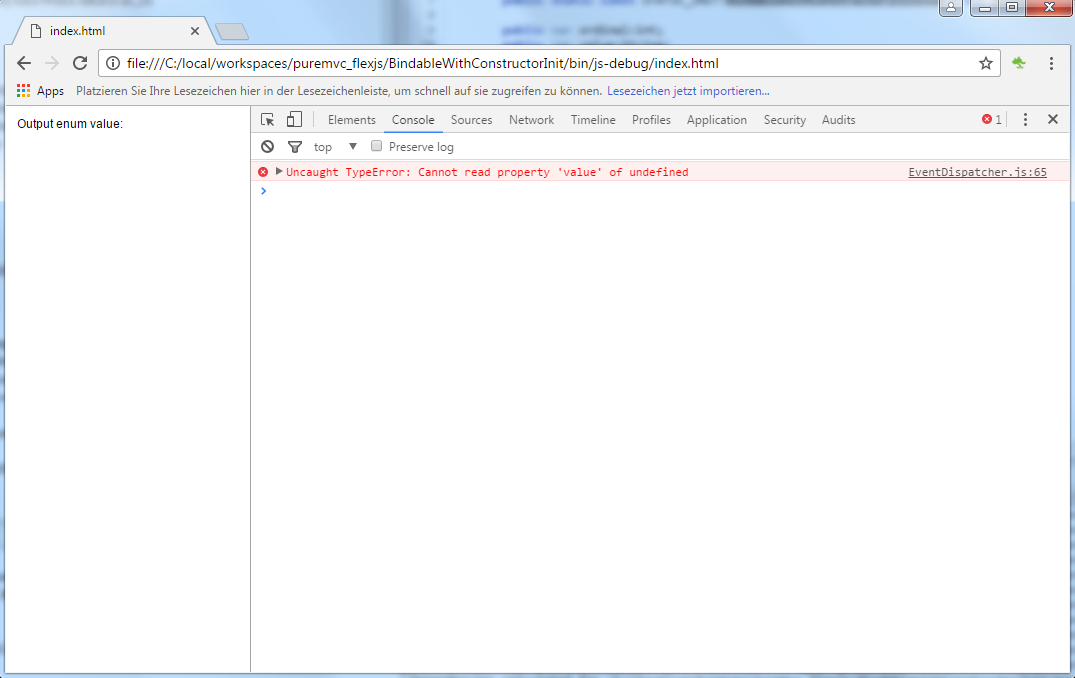 index.html
file:///C:/local/workspaces/puremvc_flexjs/BindableWithConstructorInit/bin/js-debug/index.html
Apps Platzieren Sie Ihre Lesezeichen hier in der Lesezeichenleiste, um schnell auf sie zugreifen zu können. Lesezeichen jetzt importieren...
Output enum value:
Elements Console Sources Network Timeline Profiles Application Security Audits 1
top Preserve log
Uncaught TypeError: Cannot read property 'value' of undefined EventDispatcher.js:65